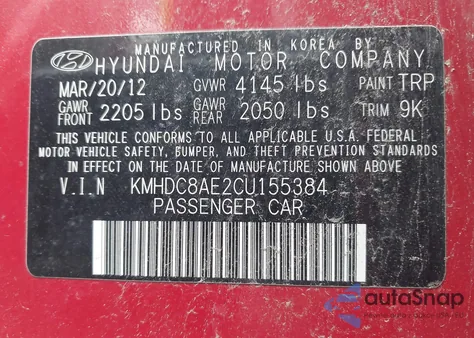 MANUFACTURED IN KOREA BY
HYUNDAI MOTOR COMPANY
MAR/20/12 GVWR 4145 lbs PAINT TRP
GAWR FRONT 2205 lbs GAWR REAR 2050 lbs TRIM 9K
THIS VEHICLE CONFORMS TO ALL APPLICABLE U.S.A. FEDERAL
MOTOR VEHICLE SAFETY, BUMPER, AND THEFT PREVENTION STANDARDS
IN EFFECT ON THE DATE OF MANUFACTURE SHOWN ABOVE.
V.I.N KMHDC8AE2CU155384
PASSENGER CAR
autoSnap